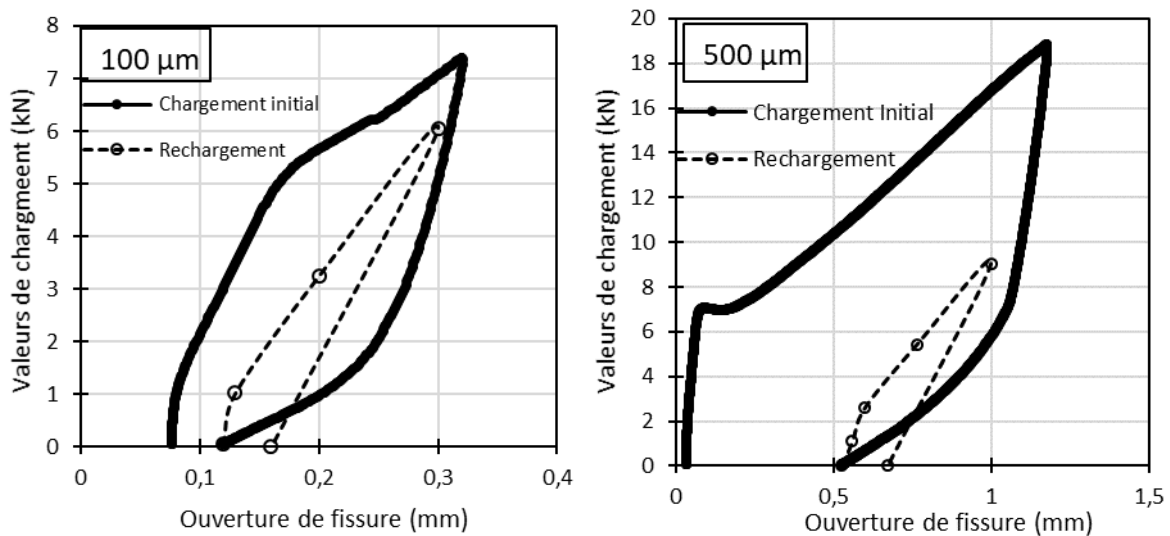 100 µm
Chargement initial
Rechargement
Valeurs de chargmeent (kN)
8
7
6
5
4
3
2
1
0
0
0,1
0,2
0,3
0,4
Ouverture de fissure (mm)
500 µm
Chargement Initial
Rechargement
Valeurs de chargement (kN)
20
18
16
14
12
10
8
6
4
2
0
0
0,5
1
1,5
Ouverture de fissure (mm)